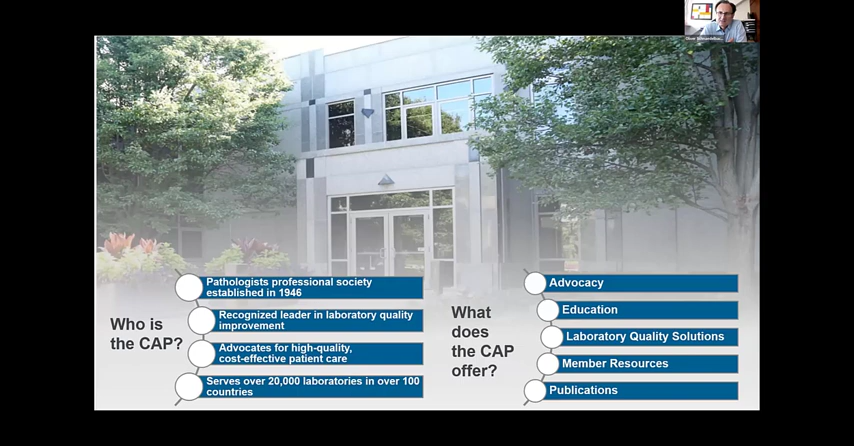 Who is
the CAP?
Pathologists professional society
established in 1946
Recognized leader in laboratory quality
improvement
Advocates for high-quality,
cost-effective patient care
Serves over 20,000 laboratories in over 100
countries
What
does
the CAP
offer?
Advocacy
Education
Laboratory Quality Solutions
Member Resources
Publications